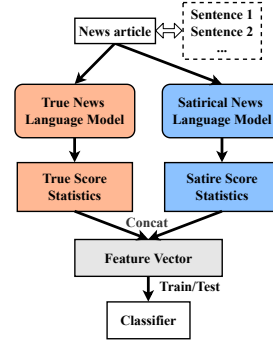 Sentence 1
News article
Sentence 2
...
True News
Language Model
Satirical News
Language Model
True Score
Statistics
Satire Score
Statistics
Concat
Feature Vector
Train/Test
Classifier